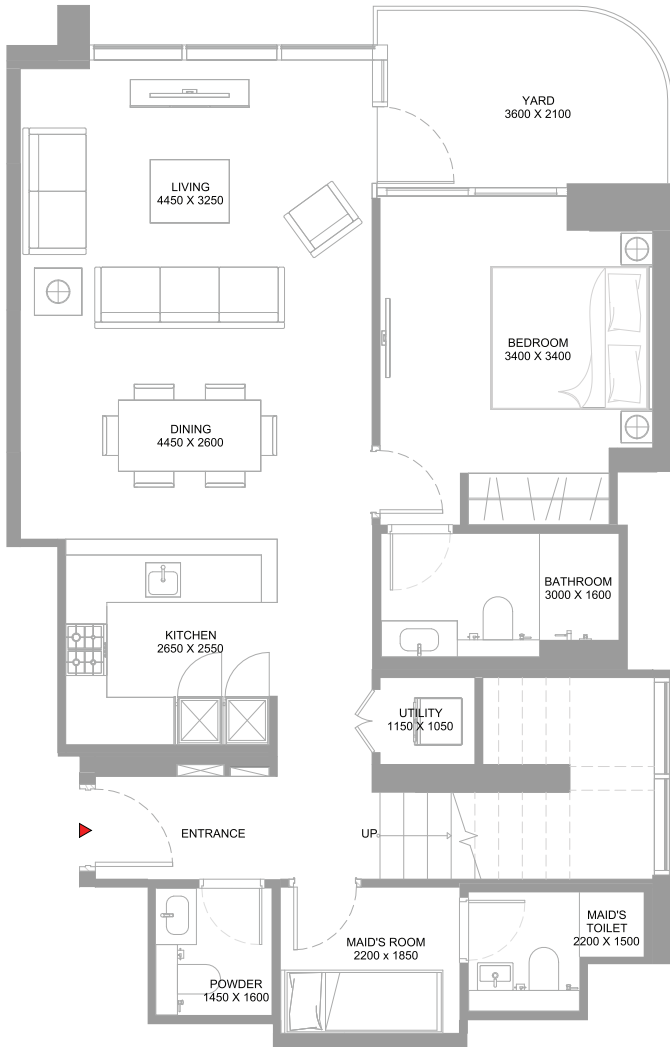 YARD
3600 X 2100
LIVING
4450 X 3250
BEDROOM
3400 X 3400
DINING
4450 X 2600
BATHROOM
3000 X 1600
KITCHEN
2650 X 2550
UTILITY
1150 X 1050
ENTRANCE
UP
MAID'S
TOILET
2200 X 1500
MAID'S ROOM
2200 x 1850
POWDER
1450 X 1600